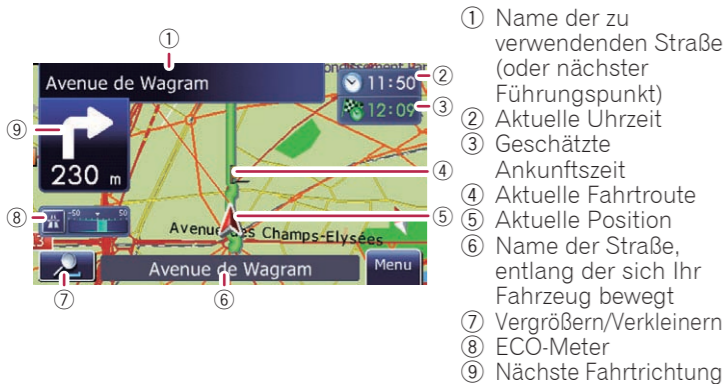 ①
Avenue de Wagram
11:50
②
12:09
③
⑨
230 m
④
⑧
-50 50
⑤
Avenue des Champs-Elysées
3
Avenue de Wagram
Menu
⑦
⑥
① Name der zu
verwendenden Straße
(oder nächster
Führungspunkt)
② Aktuelle Uhrzeit
③ Geschätzte
Ankunftszeit
④ Aktuelle Fahrtroute
⑤ Aktuelle Position
⑥ Name der Straße,
entlang der sich Ihr
Fahrzeug bewegt
⑦ Vergrößern/Verkleinern
⑧ ECO-Meter
⑨ Nächste Fahrtrichtung